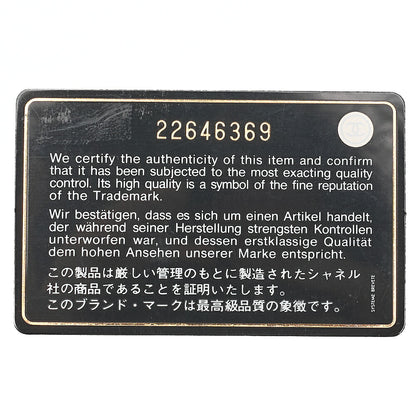 22646369
We certify the authenticity of this item and confirm
that it has been subjected to the most exacting quality
control. Its high quality is a symbol of the fine reputation
of the Trademark.
Wir bestätigen, dass es sich um einen Artikel handelt,
der während seiner Herstellung strengsten Kontrollen
unterworfen war, und dessen erstklassige Qualität
dem hohen Ansehen unserer Marke entspricht.
この製品は厳しい管理のもとに製造されたシャネル
社の商品であることを証明いたします。
このブランド・マークは最高級品質の象徴です。
SYSTEME BREVETE